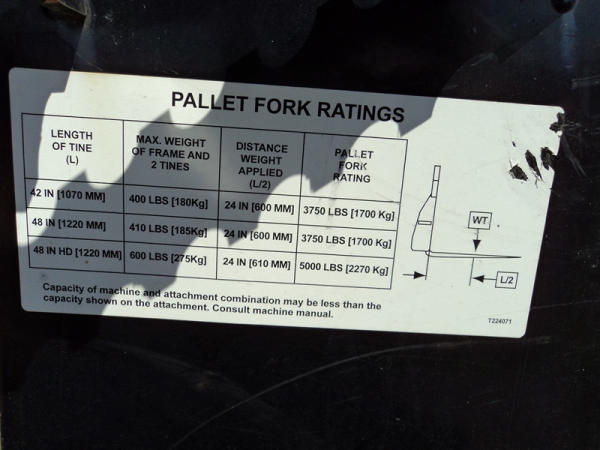 PALLET FORK RATINGS
LENGTH OF TINE (L)
MAX. WEIGHT OF FRAME AND 2 TINES
DISTANCE WEIGHT APPLIED (L/2)
PALLET FORK RATING
42 IN [1070 MM] 400 LBS [180Kg] 24 IN [600 MM] 3750 LBS [1700 Kg]
48 IN [1220 MM] 410 LBS [185Kg] 24 IN [600 MM] 3750 LBS [1700 Kg]
48 IN HD [1220 MM] 600 LBS [275Kg] 24 IN [610 MM] 5000 LBS [2270 Kg]
WT
L/2
Capacity of machine and attachment combination may be less than the
capacity shown on the attachment. Consult machine manual.
T224071